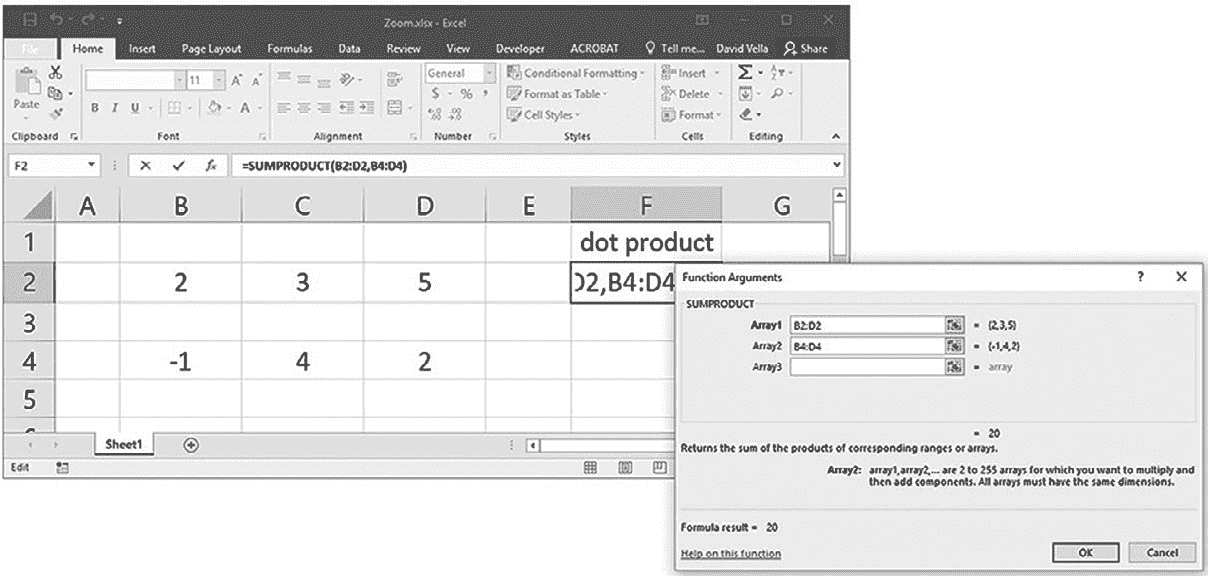 Zoom.xlsx - Excel
File Home Insert Page Layout Formulas Data Review View Developer ACROBAT Tell me... David Vella Share
Paste
11 A A
B I U A
General
$ % ,
Conditional Formatting
Format as Table
Cell Styles
Insert
Delete
Format
Σ
Clipboard Font Alignment Number Styles Cells Editing
F2 fx =SUMPRODUCT(B2:D2,B4:D4)
A B C D E F G
1 dot product
2 2 3 5 D2,B4:D4
3
4 -1 4 2
5
Sheet1
Edit
Function Arguments ? X
SUMPRODUCT
Array1 B2:D2 = {2,3,5}
Array2 B4:D4 = {-1,4,2}
Array3 = array
= 20
Returns the sum of the products of corresponding ranges or arrays.
Array2: array1,array2,... are 2 to 255 arrays for which you want to multiply and
then add components. All arrays must have the same dimensions.
Formula result = 20
Help on this function
OK Cancel